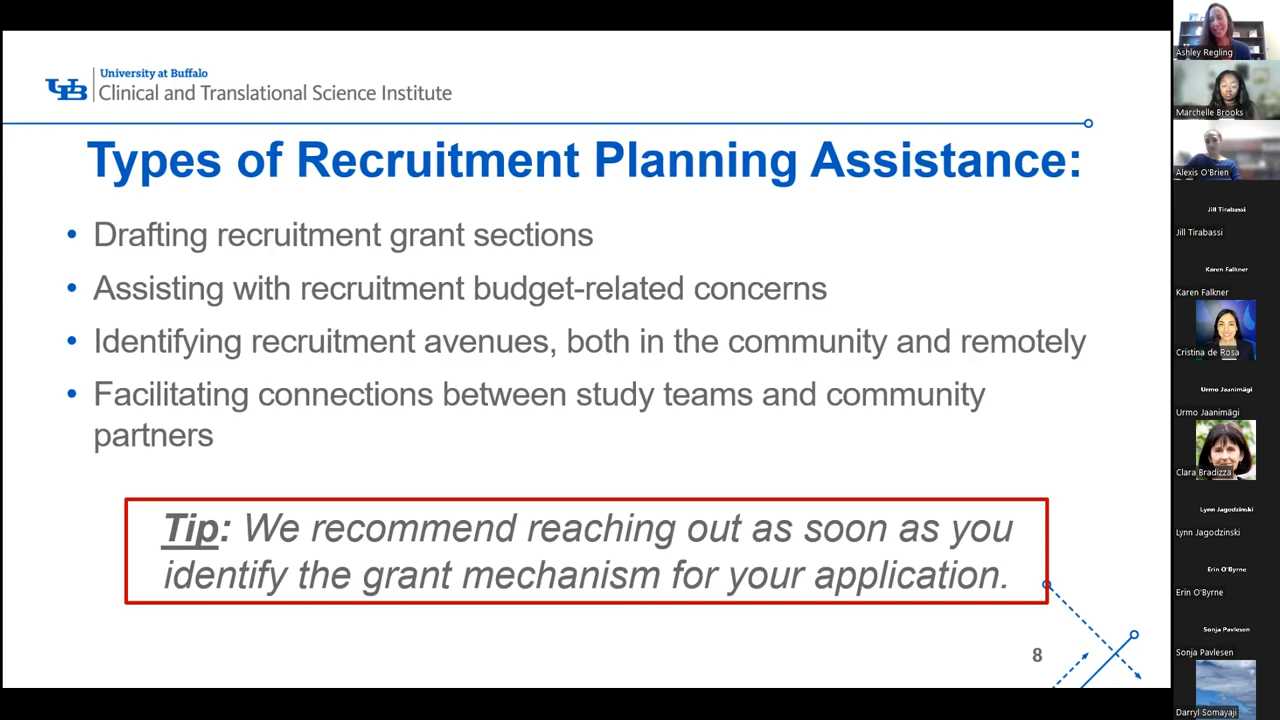 University at Buffalo
UB Clinical and Translational Science Institute
Types of Recruitment Planning Assistance:
• Drafting recruitment grant sections
• Assisting with recruitment budget-related concerns
• Identifying recruitment avenues, both in the community and remotely
• Facilitating connections between study teams and community
partners
Tip: We recommend reaching out as soon as you
identify the grant mechanism for your application.
8
Ashley Regling
Marchelle Brooks
Alexis O'Brien
Jill Tirabassi
Jill Tirabassi
Karen Falkner
Karen Falkner
Cristina de Rosa
Urmo Jaanimägi
Urmo Jaanimägi
Clara Bradizza
Lynn Jagodzinski
Lynn Jagodzinski
Erin O'Byrne
Erin O'Byrne
Sonja Pavlesen
Sonja Pavlesen
Darryl Somayaji